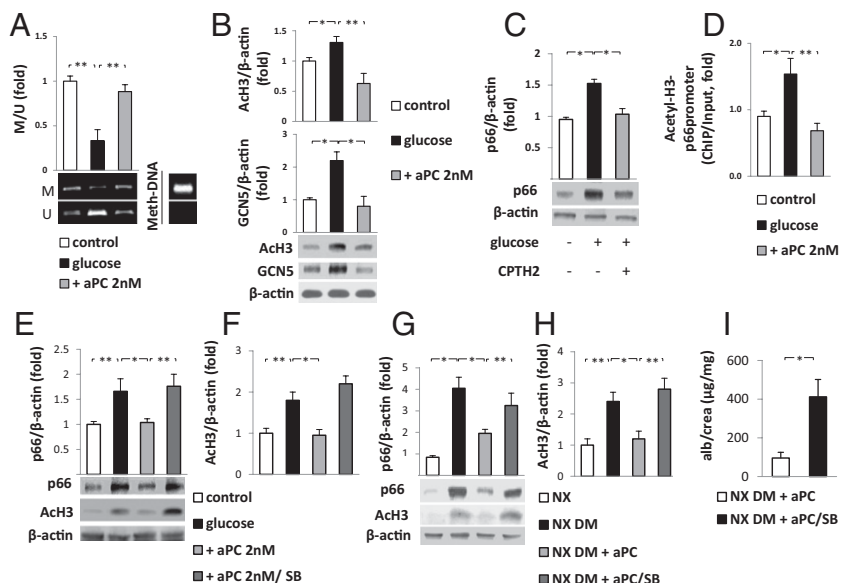 A
M/U (fold)
1.5
1
0.5
0
**
**
M
U
Meth-DNA
control
glucose
+ aPC 2nM
B
AcH3/β-actin
(fold)
1.5
1
0.5
0
*
**
GCN5/β-actin
(fold)
3
2
1
0
*
*
control
glucose
+ aPC 2nM
AcH3
GCN5
β-actin
C
p66/β-actin
(fold)
2
1.5
1
0.5
0
*
*
p66
β-actin
glucose - + +
CPTH2 - - +
D
Acetyl-H3-
p66promoter
(ChIP/Input, fold)
2.0
1.0
0.0
*
**
control
glucose
+ aPC 2nM
E
p66/β-actin (fold)
2.5
2
1.5
1
0.5
0
**
*
**
p66
AcH3
β-actin
F
AcH3/β-actin (fold)
3
2
1
0
**
*
control
glucose
+ aPC 2nM
+ aPC 2nM/ SB
G
p66/β-actin (fold)
5
4
3
2
1
0
*
*
**
p66
AcH3
β-actin
H
AcH3/β-actin (fold)
4
3
2
1
0
**
*
**
NX
NX DM
NX DM + aPC
NX DM + aPC/SB
I
alb/crea (µg/mg)
600
400
200
0
*
NX DM + aPC
NX DM + aPC/SB